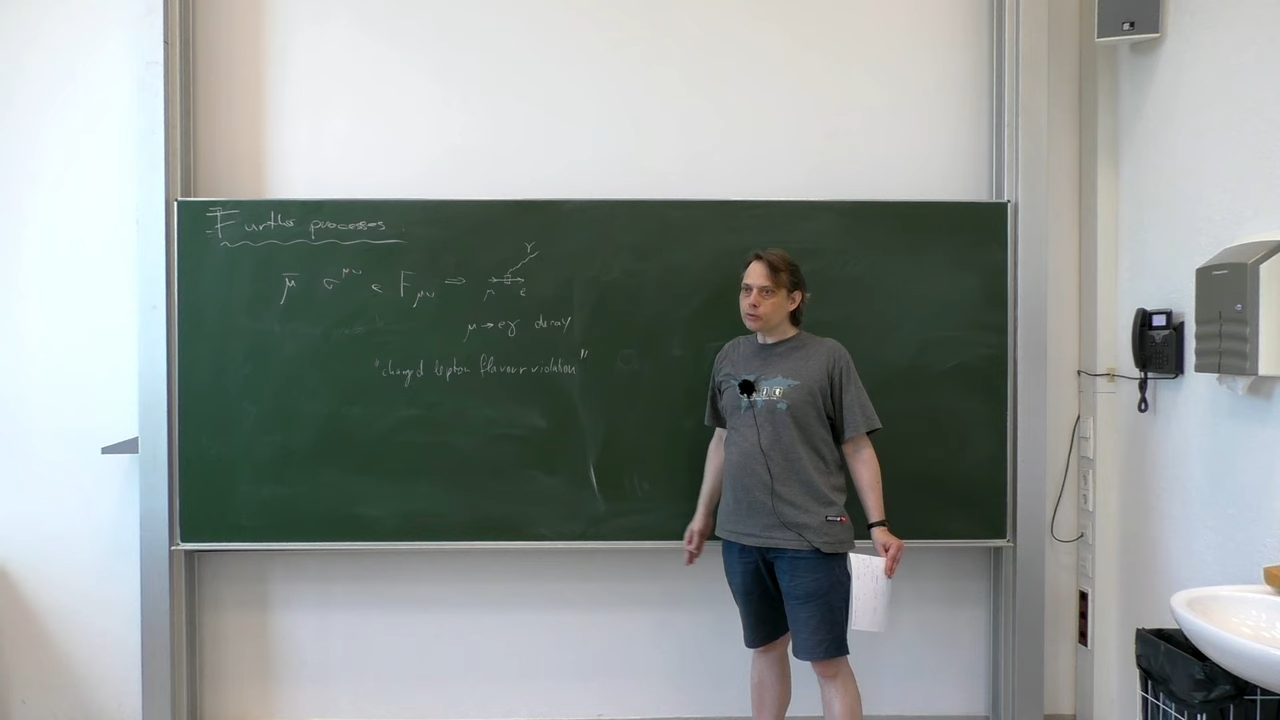 Further processes
μ̄ σ^μν e F_μν ⇒ μ e γ
μ → eγ decay
"charged lepton flavour violation"